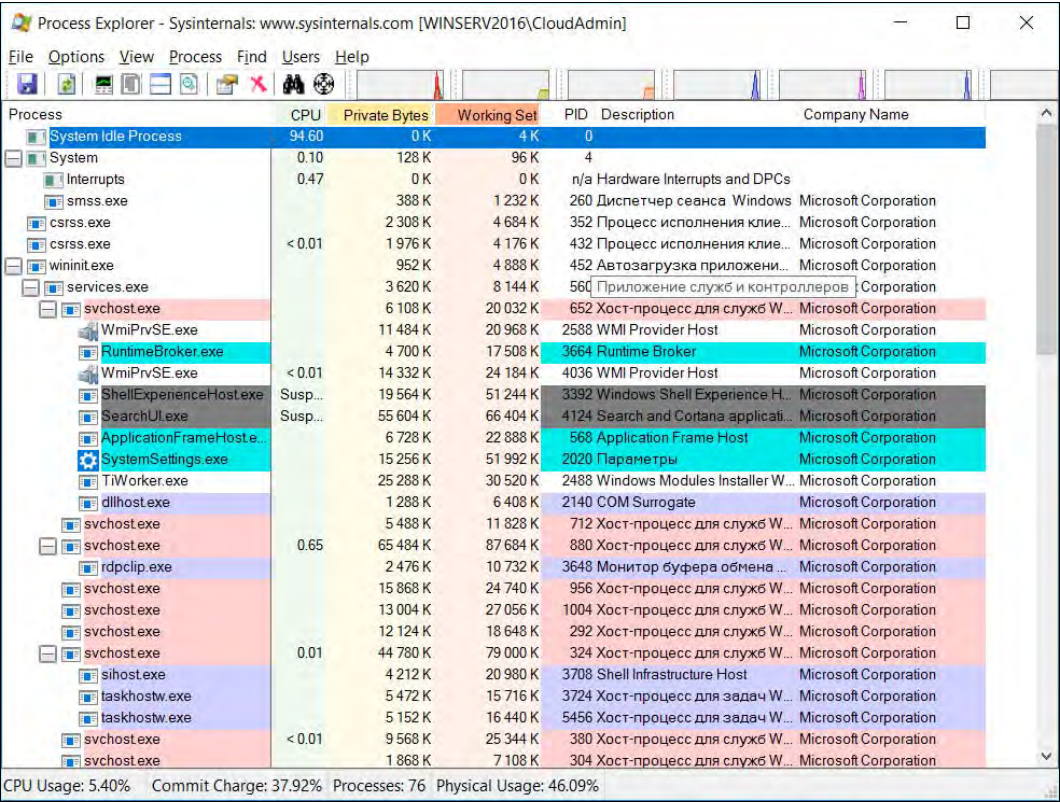 Process Explorer - Sysinternals: www.sysinternals.com [WINSERV2016\CloudAdmin]
File Options View Process Find Users Help
Process CPU Private Bytes Working Set PID Description Company Name
System Idle Process 94.60 0 K 4 K 0
System 0.10 128 K 96 K 4
Interrupts 0.47 0 K 0 K n/a Hardware Interrupts and DPCs
smss.exe 388 K 1 232 K 260 Диспетчер сеанса Windows Microsoft Corporation
csrss.exe 2 308 K 4 684 K 352 Процесс исполнения клие... Microsoft Corporation
csrss.exe < 0.01 1 976 K 4 176 K 432 Процесс исполнения клие... Microsoft Corporation
wininit.exe 952 K 4 888 K 452 Автозагрузка приложени... Microsoft Corporation
services.exe 3 620 K 8 144 K 560 Приложение служб и контроллеров Corporation
svchost.exe 6 108 K 20 032 K 652 Хост-процесс для служб W... Microsoft Corporation
WmiPrvSE.exe 11 484 K 20 968 K 2588 WMI Provider Host Microsoft Corporation
RuntimeBroker.exe 4 700 K 17 508 K 3664 Runtime Broker Microsoft Corporation
WmiPrvSE.exe < 0.01 14 332 K 24 184 K 4036 WMI Provider Host Microsoft Corporation
ShellExperienceHost.exe Susp... 19 564 K 51 244 K 3392 Windows Shell Experience H... Microsoft Corporation
SearchUI.exe Susp... 55 604 K 66 404 K 4124 Search and Cortana applicati... Microsoft Corporation
ApplicationFrameHost.e... 6 728 K 22 888 K 568 Application Frame Host Microsoft Corporation
SystemSettings.exe 15 256 K 51 992 K 2020 Параметры Microsoft Corporation
TiWorker.exe 25 288 K 30 520 K 2488 Windows Modules Installer W... Microsoft Corporation
dllhost.exe 1 288 K 6 408 K 2140 COM Surrogate Microsoft Corporation
svchost.exe 5 488 K 11 828 K 712 Хост-процесс для служб W... Microsoft Corporation
svchost.exe 0.65 65 484 K 87 684 K 880 Хост-процесс для служб W... Microsoft Corporation
rdpclip.exe 2 476 K 10 732 K 3648 Монитор буфера обмена ... Microsoft Corporation
svchost.exe 15 868 K 24 740 K 956 Хост-процесс для служб W... Microsoft Corporation
svchost.exe 13 004 K 27 056 K 1004 Хост-процесс для служб W... Microsoft Corporation
svchost.exe 12 124 K 18 648 K 292 Хост-процесс для служб W... Microsoft Corporation
svchost.exe 0.01 44 780 K 79 000 K 324 Хост-процесс для служб W... Microsoft Corporation
sihost.exe 4 212 K 20 980 K 3708 Shell Infrastructure Host Microsoft Corporation
taskhostw.exe 5 472 K 15 716 K 3724 Хост-процесс для задач W... Microsoft Corporation
taskhostw.exe 5 152 K 16 440 K 5456 Хост-процесс для задач W... Microsoft Corporation
svchost.exe < 0.01 9 568 K 25 344 K 380 Хост-процесс для служб W... Microsoft Corporation
svchost.exe 1 868 K 7 108 K 304 Хост-процесс для служб W... Microsoft Corporation
CPU Usage: 5.40% Commit Charge: 37.92% Processes: 76 Physical Usage: 46.09%